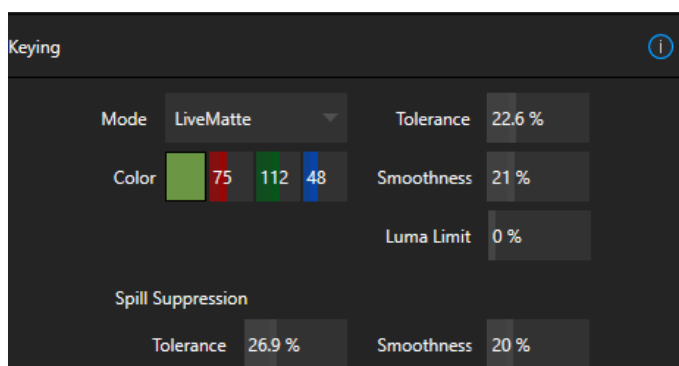 Keying
Mode LiveMatte Tolerance 22.6 %
Color 75 112 48 Smoothness 21 %
Luma Limit 0 %
Spill Suppression
Tolerance 26.9 % Smoothness 20 %